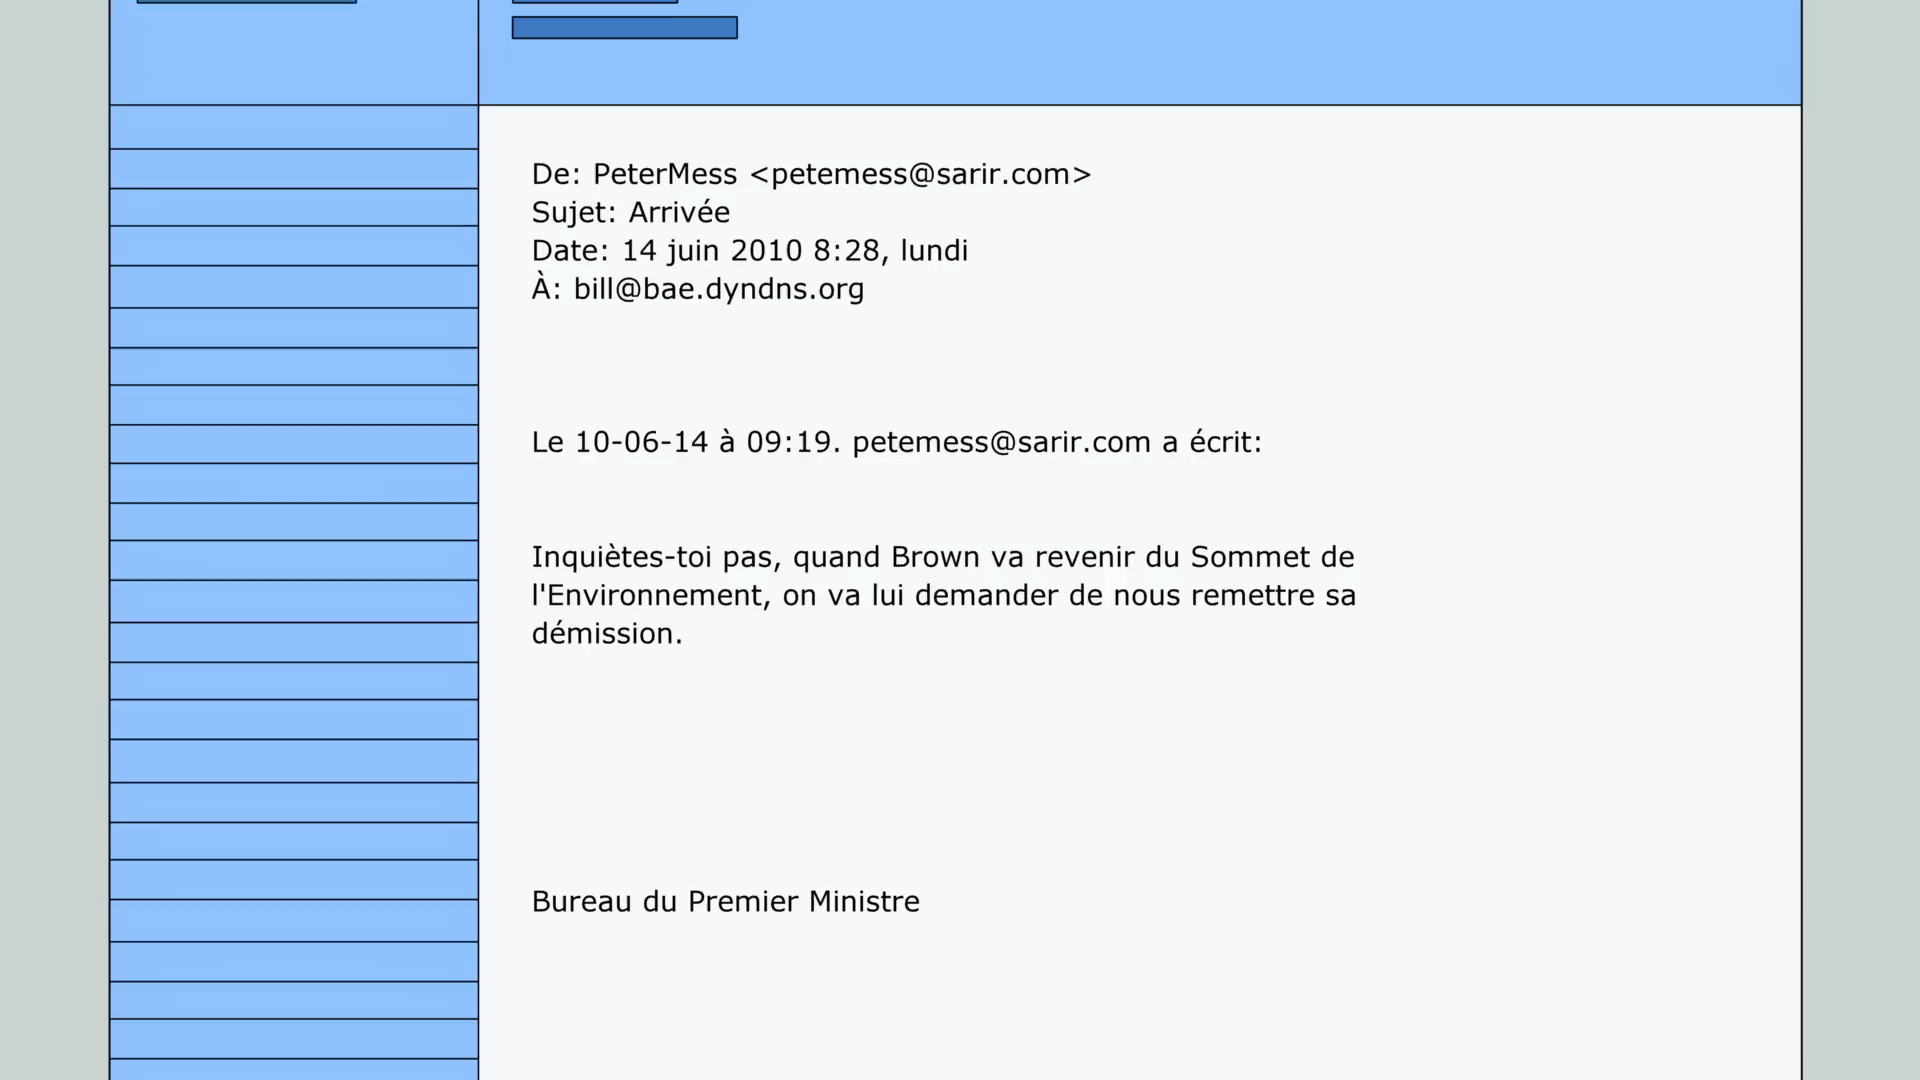 De: PeterMess <petemess@sarir.com>
Sujet: Arrivée
Date: 14 juin 2010 8:28, lundi
À: bill@bae.dyndns.org
Le 10-06-14 à 09:19. petemess@sarir.com a écrit:
Inquiètes-toi pas, quand Brown va revenir du Sommet de
l'Environnement, on va lui demander de nous remettre sa
démission.
Bureau du Premier Ministre